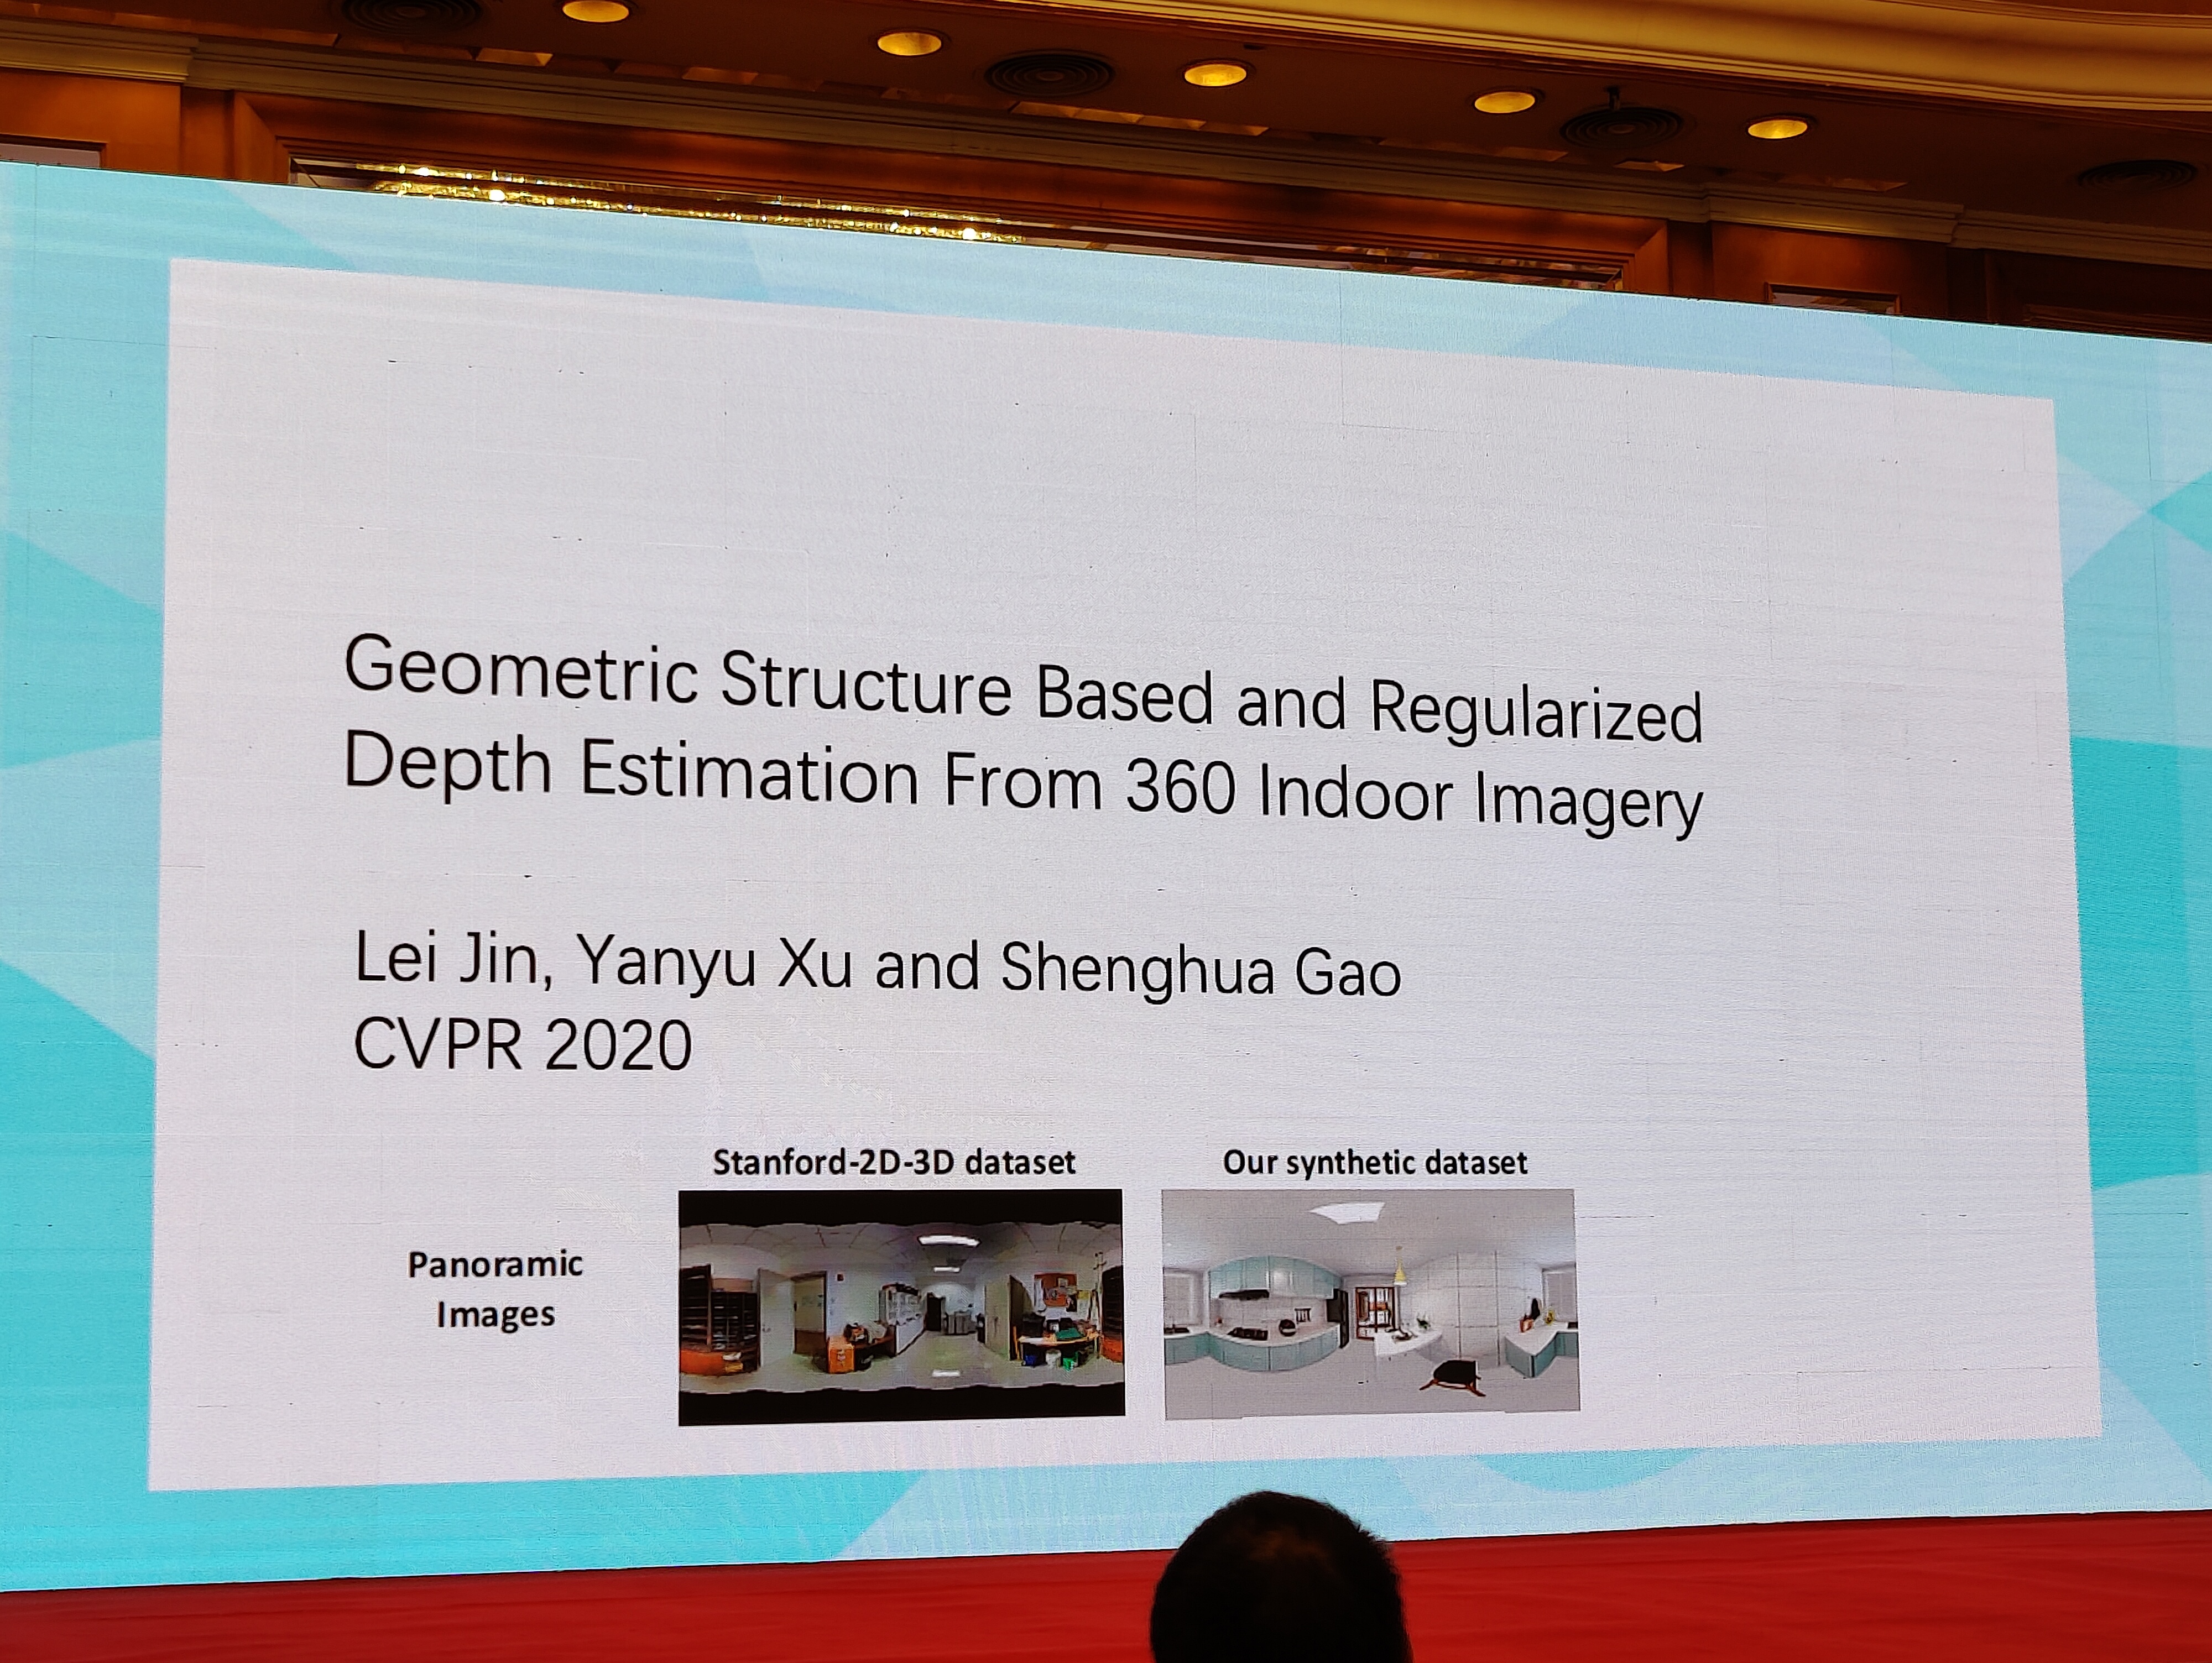 Geometric Structure Based and Regularized
Depth Estimation From 360 Indoor Imagery
Lei Jin, Yanyu Xu and Shenghua Gao
CVPR 2020
Stanford-2D-3D dataset
Our synthetic dataset
Panoramic
Images